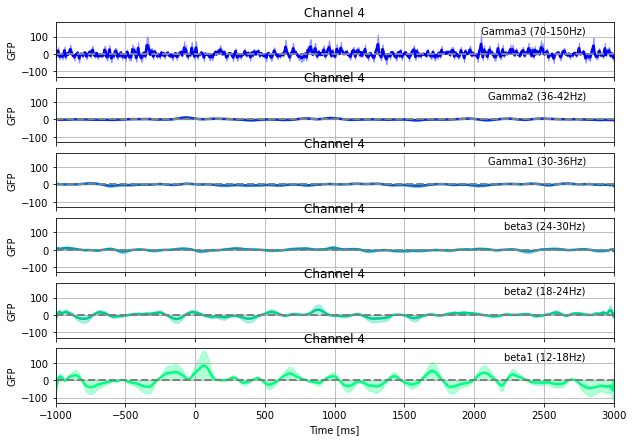 Channel 4
Gamma3 (70-150Hz)
100
0
−100
GFP
Channel 4
Gamma2 (36-42Hz)
100
0
−100
GFP
Channel 4
Gamma1 (30-36Hz)
100
0
−100
GFP
Channel 4
beta3 (24-30Hz)
100
0
−100
GFP
Channel 4
beta2 (18-24Hz)
100
0
−100
GFP
Channel 4
beta1 (12-18Hz)
100
0
−100
GFP
−1000 −500 0 500 1000 1500 2000 2500 3000
Time [ms]